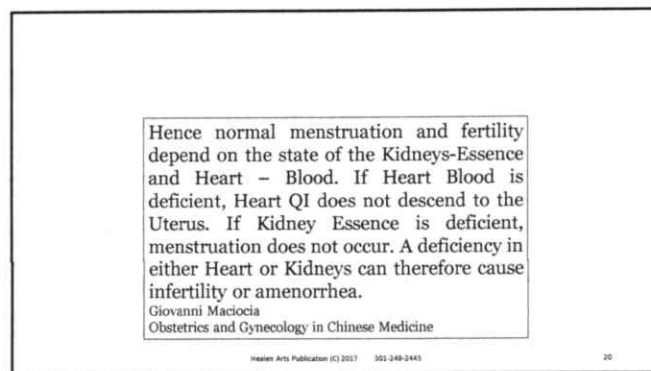 Hence normal menstruation and fertility
depend on the state of the Kidneys-Essence
and Heart – Blood. If Heart Blood is
deficient, Heart QI does not descend to the
Uterus. If Kidney Essence is deficient,
menstruation does not occur. A deficiency in
either Heart or Kidneys can therefore cause
infertility or amenorrhea.
Giovanni Maciocia
Obstetrics and Gynecology in Chinese Medicine
Healen Arts Publication (C) 2017 301-249-2445 20